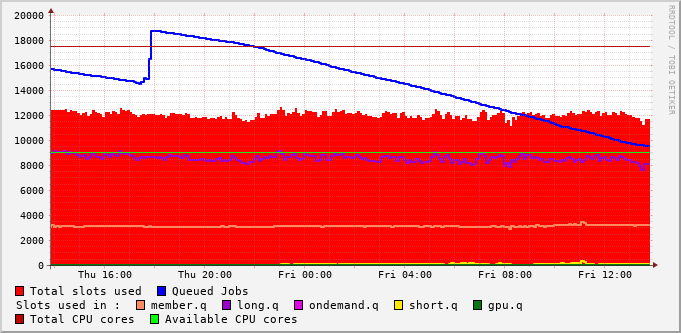 RRDTOOL / TOBI OETIKER
20000
18000
16000
14000
12000
10000
8000
6000
4000
2000
0
Thu 16:00 Thu 20:00 Fri 00:00 Fri 04:00 Fri 08:00 Fri 12:00
Total slots used Queued Jobs
Slots used in : member.q long.q ondemand.q short.q gpu.q
Total CPU cores Available CPU cores